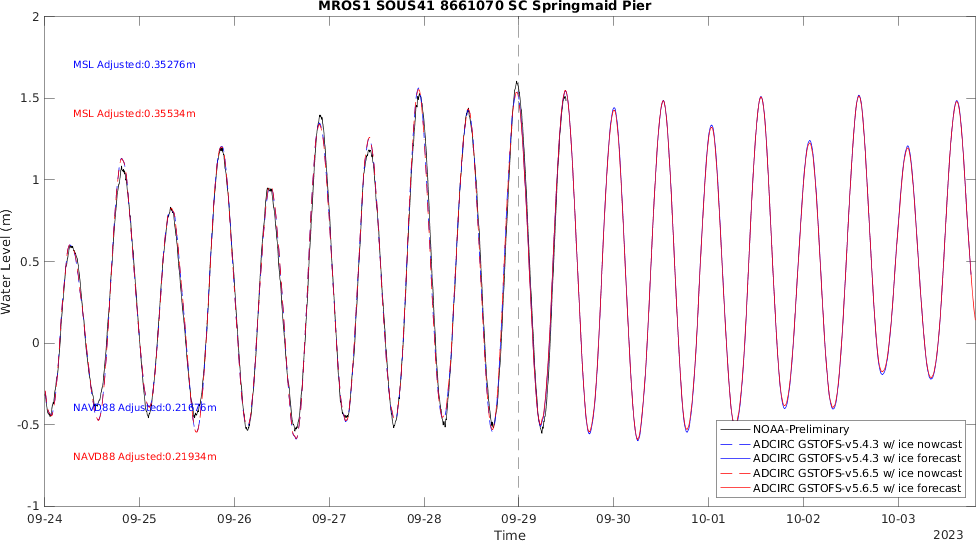 MROS1 SOUS41 8661070 SC Springmaid Pier
2
1.5
1
0.5
0
-0.5
-1
Water Level (m)
MSL Adjusted:0.35276m
MSL Adjusted:0.35534m
NAVD88 Adjusted:0.21676m
NAVD88 Adjusted:0.21934m
NOAA-Preliminary
ADCIRC GSTOFS-v5.4.3 w/ ice nowcast
ADCIRC GSTOFS-v5.4.3 w/ ice forecast
ADCIRC GSTOFS-v5.6.5 w/ ice nowcast
ADCIRC GSTOFS-v5.6.5 w/ ice forecast
09-24 09-25 09-26 09-27 09-28 09-29 09-30 10-01 10-02 10-03
Time
2023